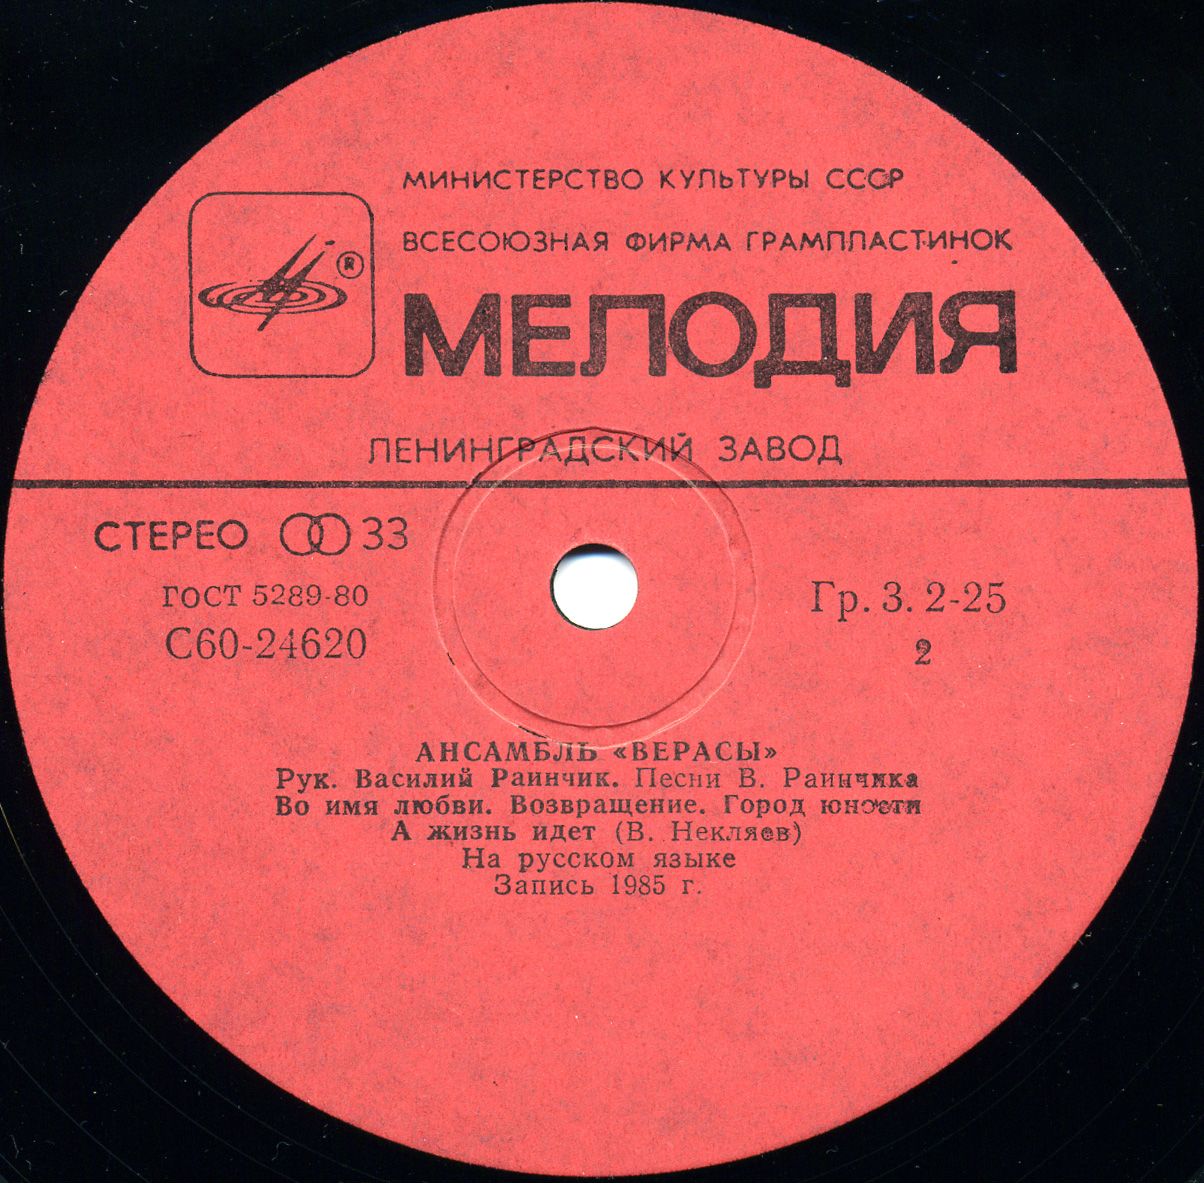 МИНИСТЕРСТВО КУЛЬТУРЫ СССР
ВСЕСОЮЗНАЯ ФИРМА ГРАМПЛАСТИНОК
®
МЕЛОДИЯ
ЛЕНИНГРАДСКИЙ ЗАВОД
СТЕРЕО 33
ГОСТ 5289-80
Гр. 3. 2-25
С60-24620
2
АНСАМБЛЬ «ВЕРАСЫ»
Рук. Василий Раинчик. Песни В. Раинчика
Во имя любви. Возвращение. Город юности
А жизнь идет (В. Некляев)
На русском языке
Запись 1985 г.